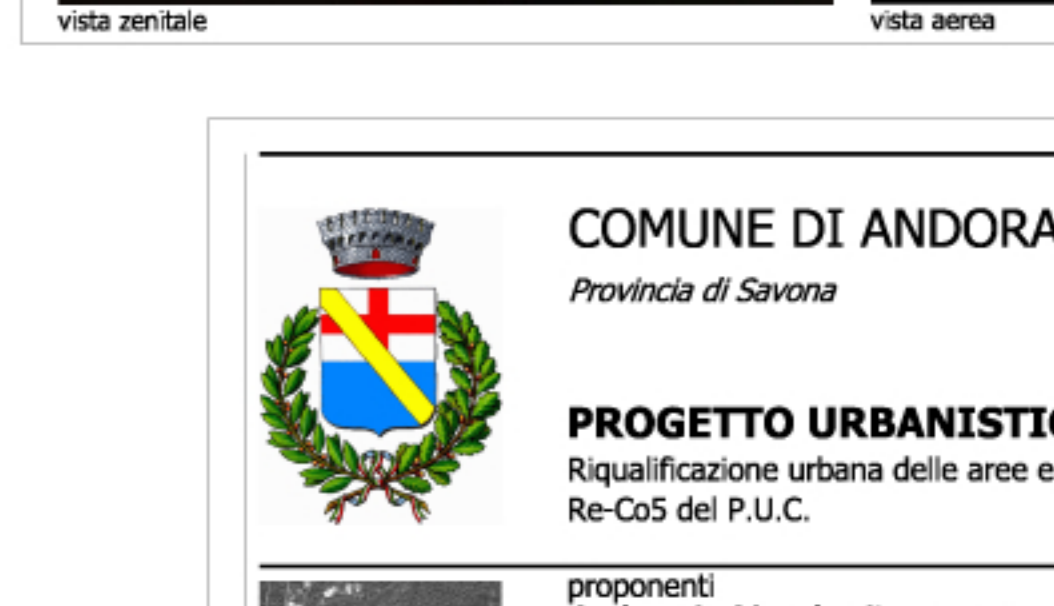 vista zenitale
vista aerea
COMUNE DI ANDORA
Provincia di Savona
PROGETTO
Riqualificazione urbana delle aree e
Re-Co5 del P.U.C.
proponenti